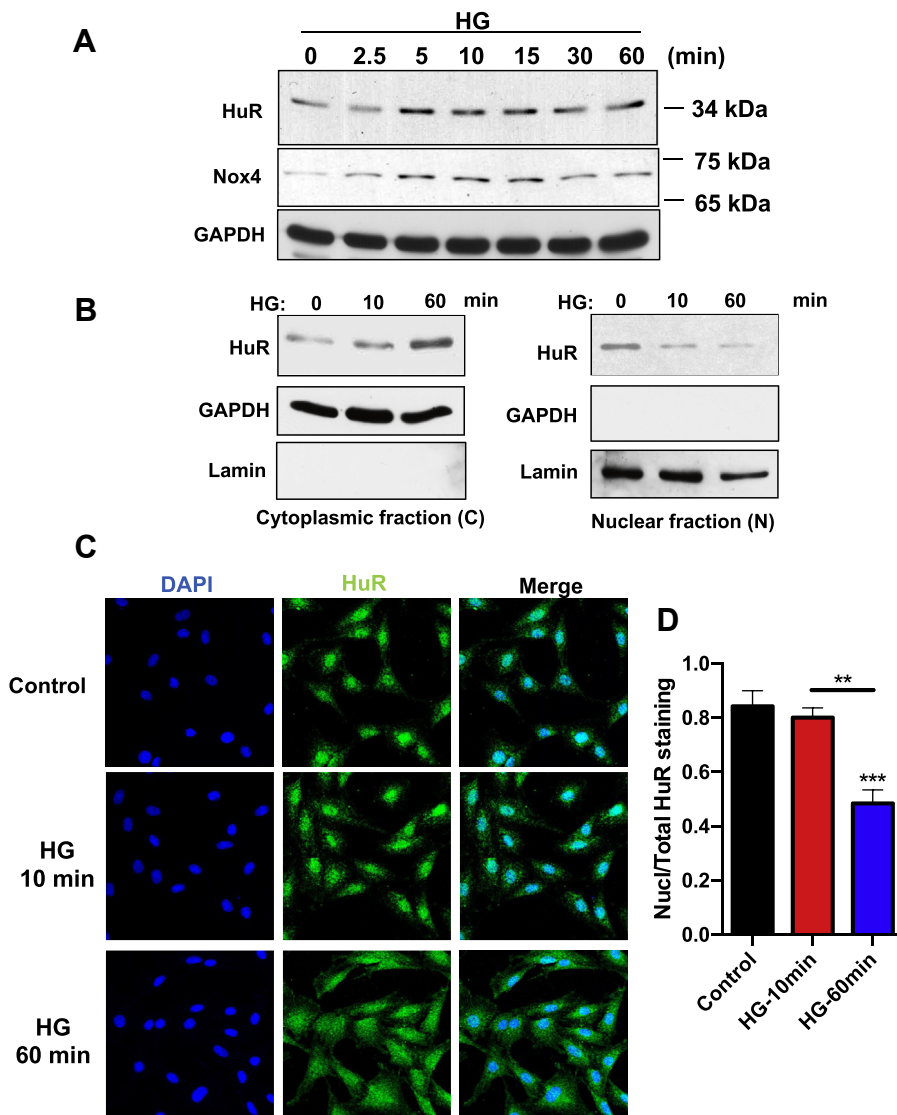 A
HG
0 2.5 5 10 15 30 60 (min)
HuR
34 kDa
75 kDa
Nox4
65 kDa
GAPDH
B
HG: 0 10 60 min
HuR
GAPDH
Lamin
Cytoplasmic fraction (C)
HG: 0 10 60 min
HuR
GAPDH
Lamin
Nuclear fraction (N)
C
DAPI HuR Merge
Control
HG
10 min
HG
60 min
D
Nucl/Total HuR staining
1.0
0.8
0.6
0.4
0.2
0.0
**
***
Control
HG-10min
HG-60min